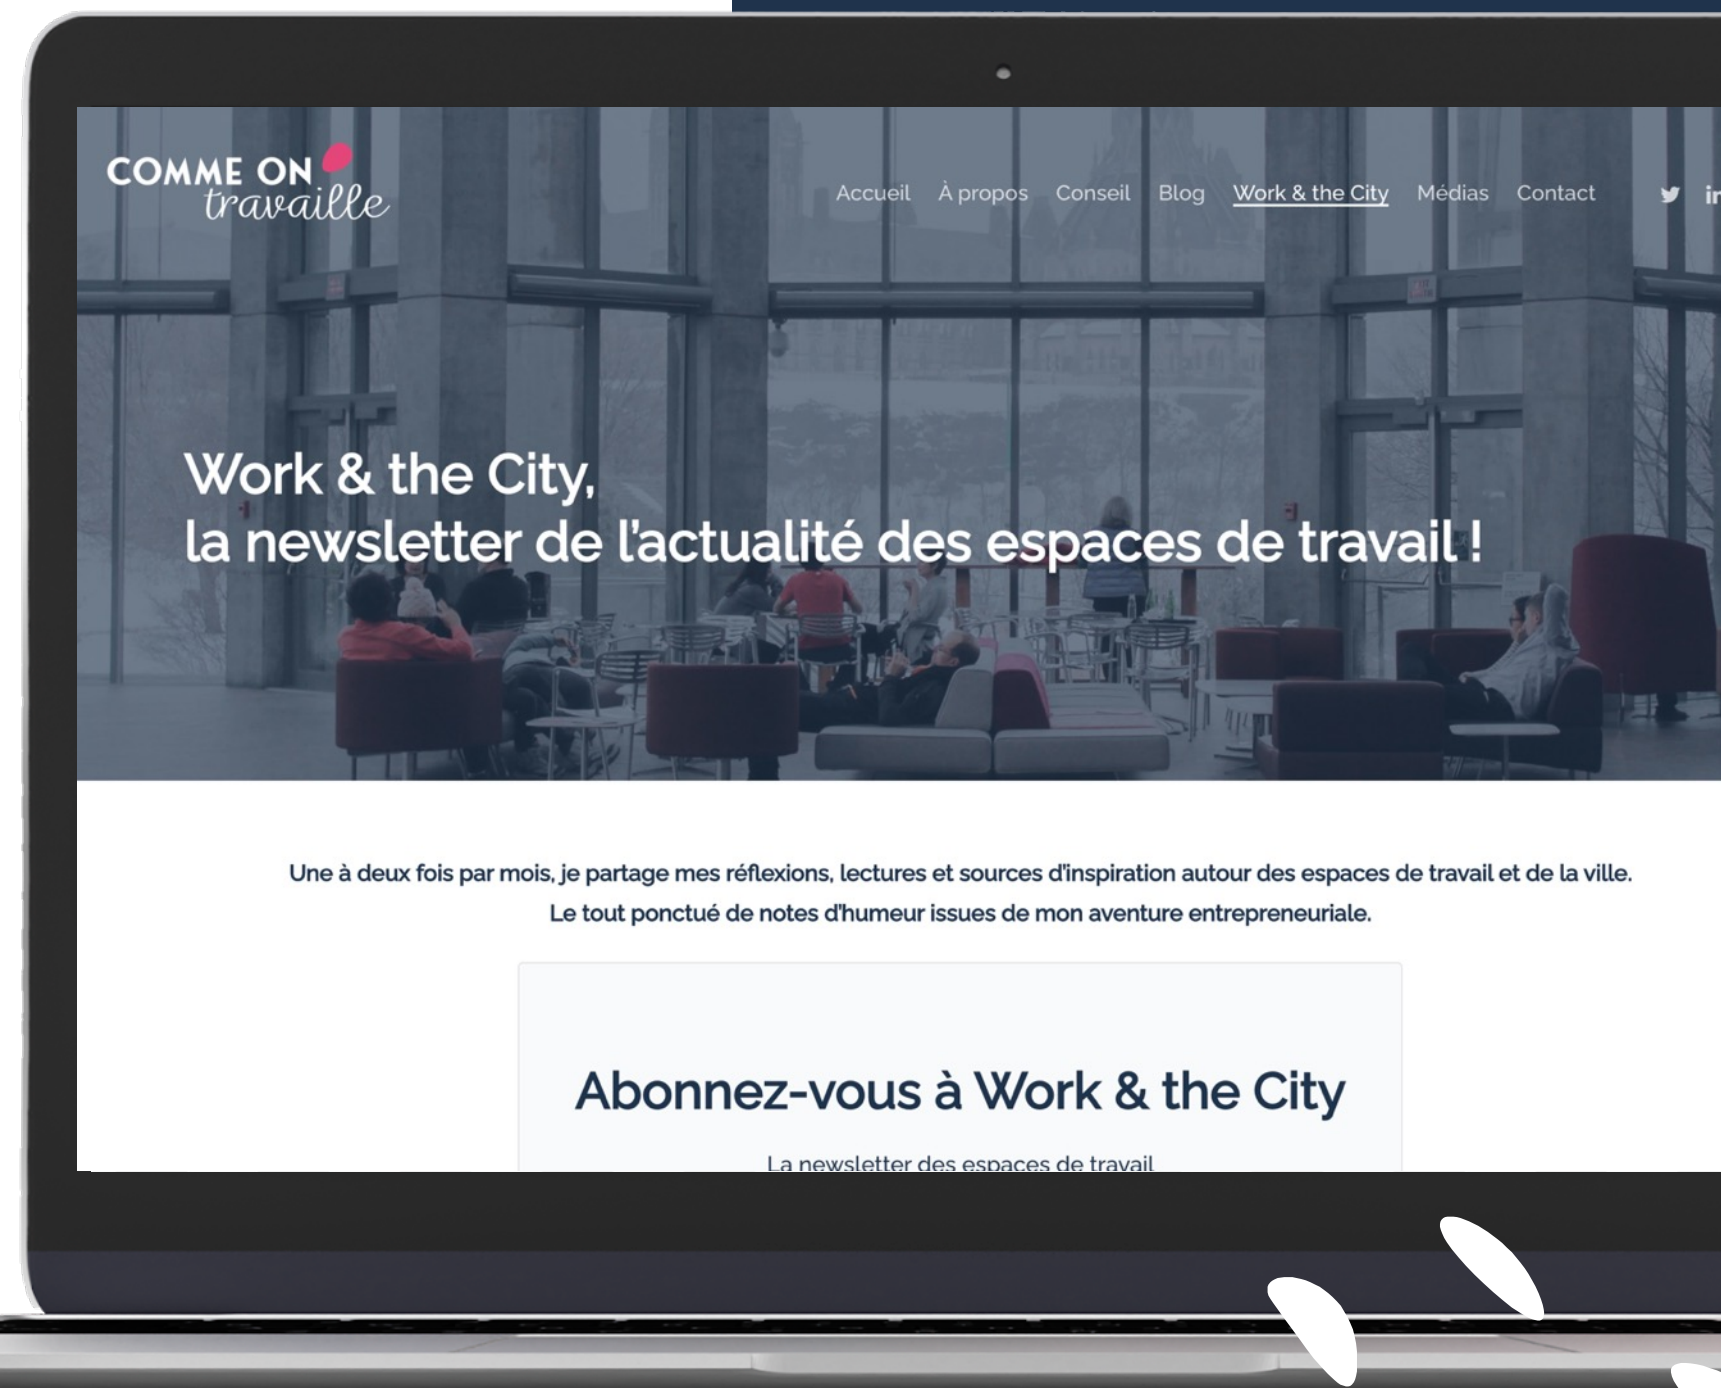 COMME ON
travaille
Accueil À propos Conseil Blog Work & the City Médias Contact
Work & the City,
la newsletter de l'actualité des espaces de travail !
Une à deux fois par mois, je partage mes réflexions, lectures et sources d'inspiration autour des espaces de travail et de la ville.
Le tout ponctué de notes d'humeur issues de mon aventure entrepreneuriale.
Abonnez-vous à Work & the City
La newsletter des espaces de travail